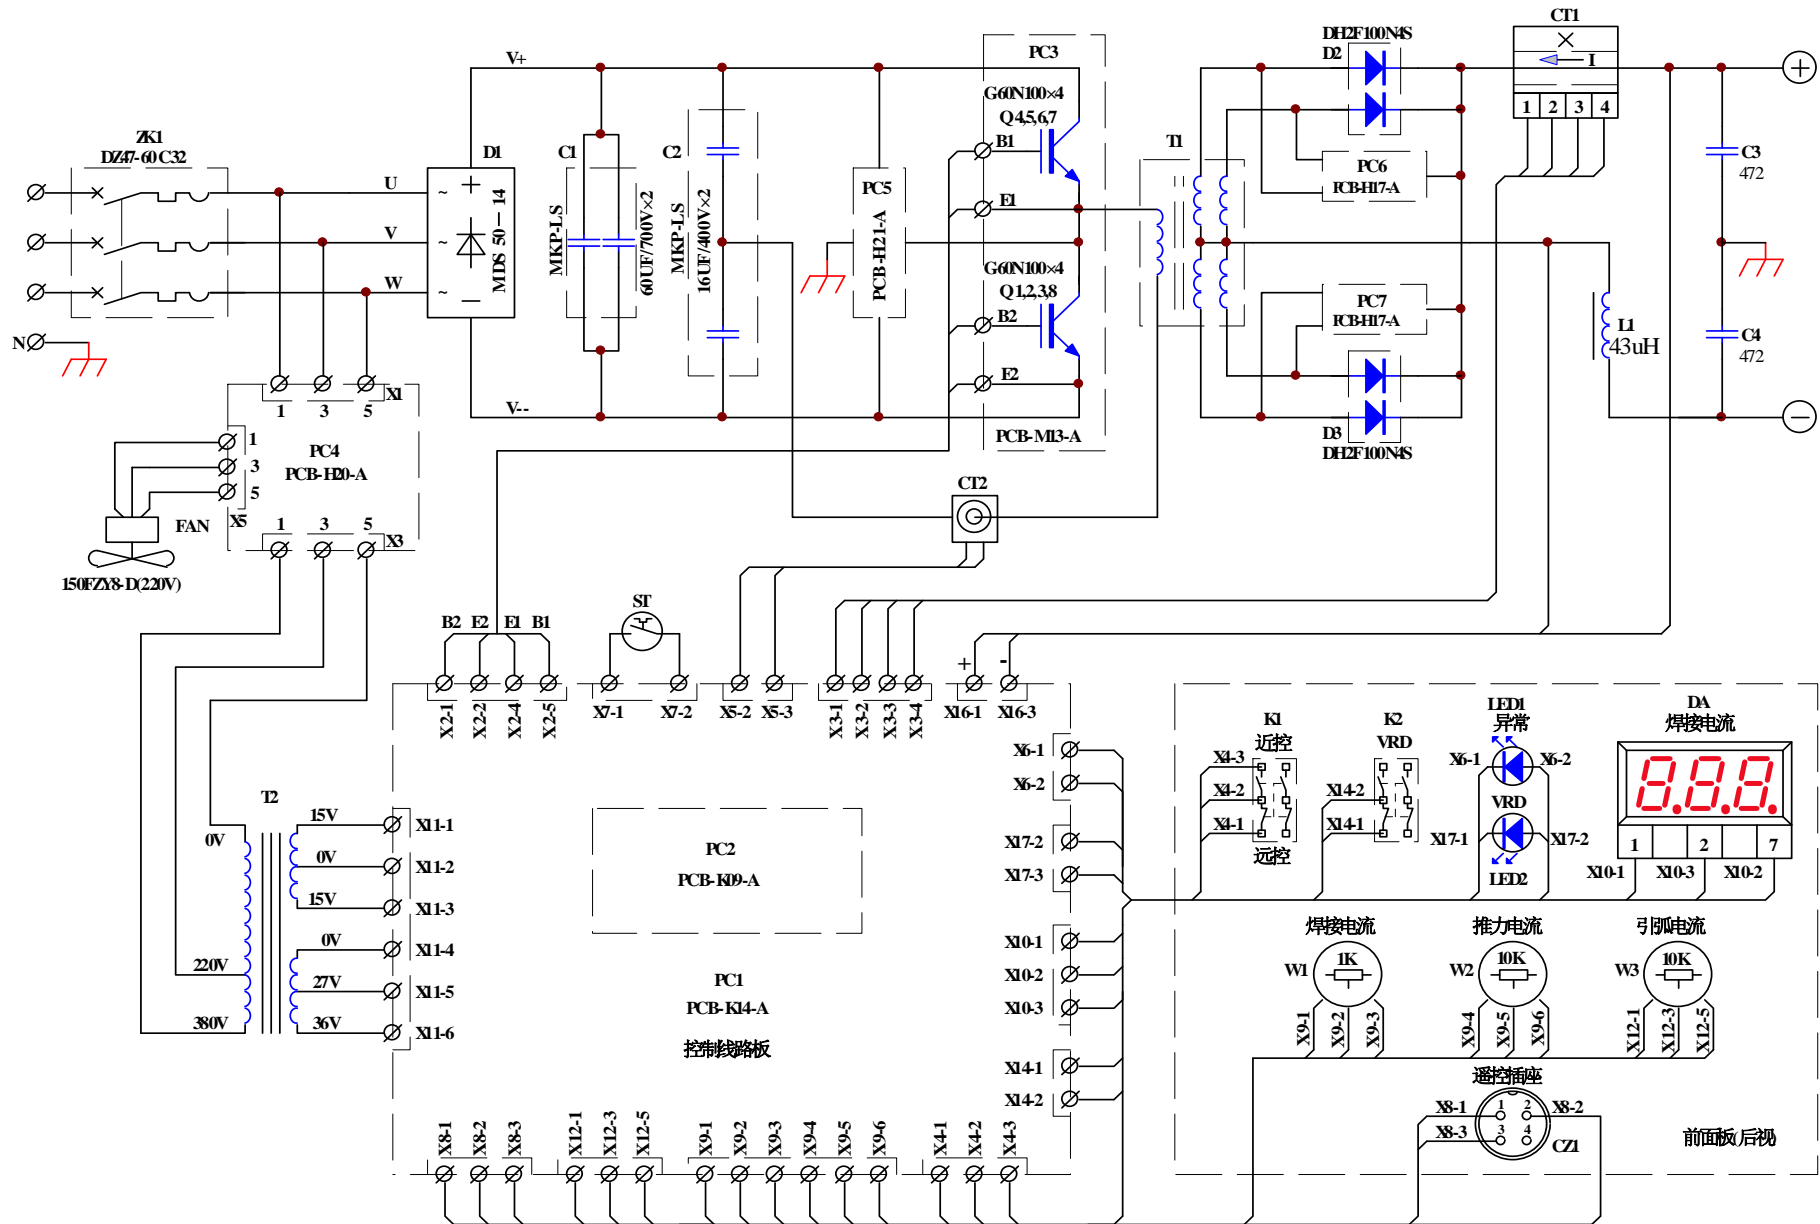 ZK1
DZ47-60 C32
N
U
V
W
D1
MDS 50-14
V+
V--
C1
MKP-LS
60UF/700V×2
C2
MKP-LS
16UF/400V×2
PC5
PCB-H21-A
PC3
G60N100×4
Q4,5,6,7
B1
E1
G60N100×4
Q1,2,3,8
B2
E2
PCB-M13-A
T1
DH2F100N4S
D2
PC6
PCB-H17-A
PC7
PCB-H17-A
D3
DH2F100N4S
CT1
I
1 2 3 4
C3
472
C4
472
L1
43uH
CT2
X1
1 3 5
PC4
PCB-H20-A
1
3
5
X5
1 3 5
X3
FAN
150FZY8-D(220V)
ST
B2 E2 E1 B1
X2-1 X2-2 X2-4 X2-5
X7-1 X7-2
X5-2 X5-3
X3-1 X3-2 X3-3 X3-4
+ -
X16-1 X16-3
T2
0V
220V
380V
15V
0V
15V
0V
27V
36V
X11-1
X11-2
X11-3
X11-4
X11-5
X11-6
PC2
PCB-K09-A
PC1
PCB-K14-A
控制线路板
X6-1
X6-2
X17-2
X17-3
X10-1
X10-2
X10-3
X14-1
X14-2
X8-1 X8-2 X8-3
X12-1 X12-3 X12-5
X9-1 X9-2 X9-3 X9-4 X9-5 X9-6
X4-1 X4-2 X4-3
K1
近控
X4-3
X4-2
X4-1
远控
K2
VRD
X14-2
X14-1
LED1
异常
X6-1 X6-2
VRD
X17-1 X17-2
LED2
DA
焊接电流
8.8.8.
1 2 7
X10-1 X10-3 X10-2
焊接电流
W1
1K
X9-1 X9-2 X9-3
推力电流
W2
10K
X9-4 X9-5 X9-6
引弧电流
W3
10K
X12-1 X12-3 X12-5
遥控插座
X8-1 1 2 X8-2
X8-3 3 4
CZ1
前面板(后视)